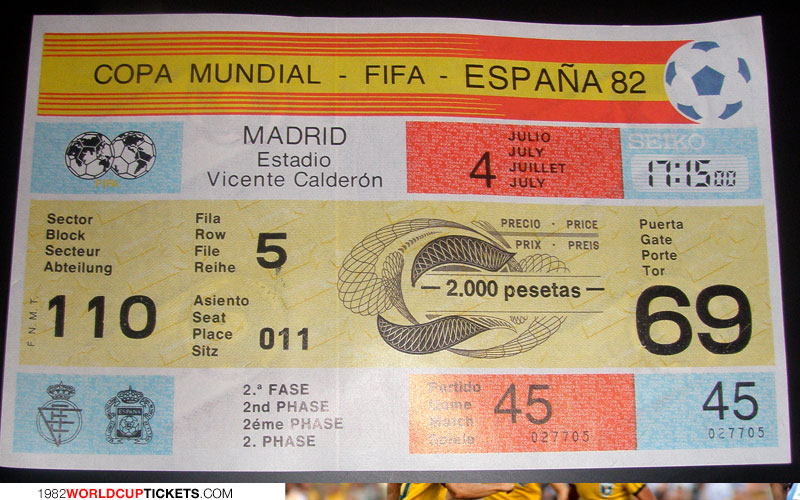 COPA MUNDIAL - FIFA - ESPAÑA 82
FIFA
MADRID
Estadio
Vicente Calderón
4
JULIO
JULY
JUILLET
JULY
SEIKO
17:15 00
Sector
Block
Secteur
Abteilung
110
F.N.M.T.
Fila
Row
File
Reihe
5
Asiento
Seat
Place
Sitz
011
PRECIO · PRICE
PRIX · PREIS
— 2.000 pesetas —
Puerta
Gate
Porte
Tor
69
ESPAÑA
2.ª FASE
2nd PHASE
2éme PHASE
2. PHASE
Partido
Match
45
027705
45
027705
1982WORLDCUPTICKETS.COM